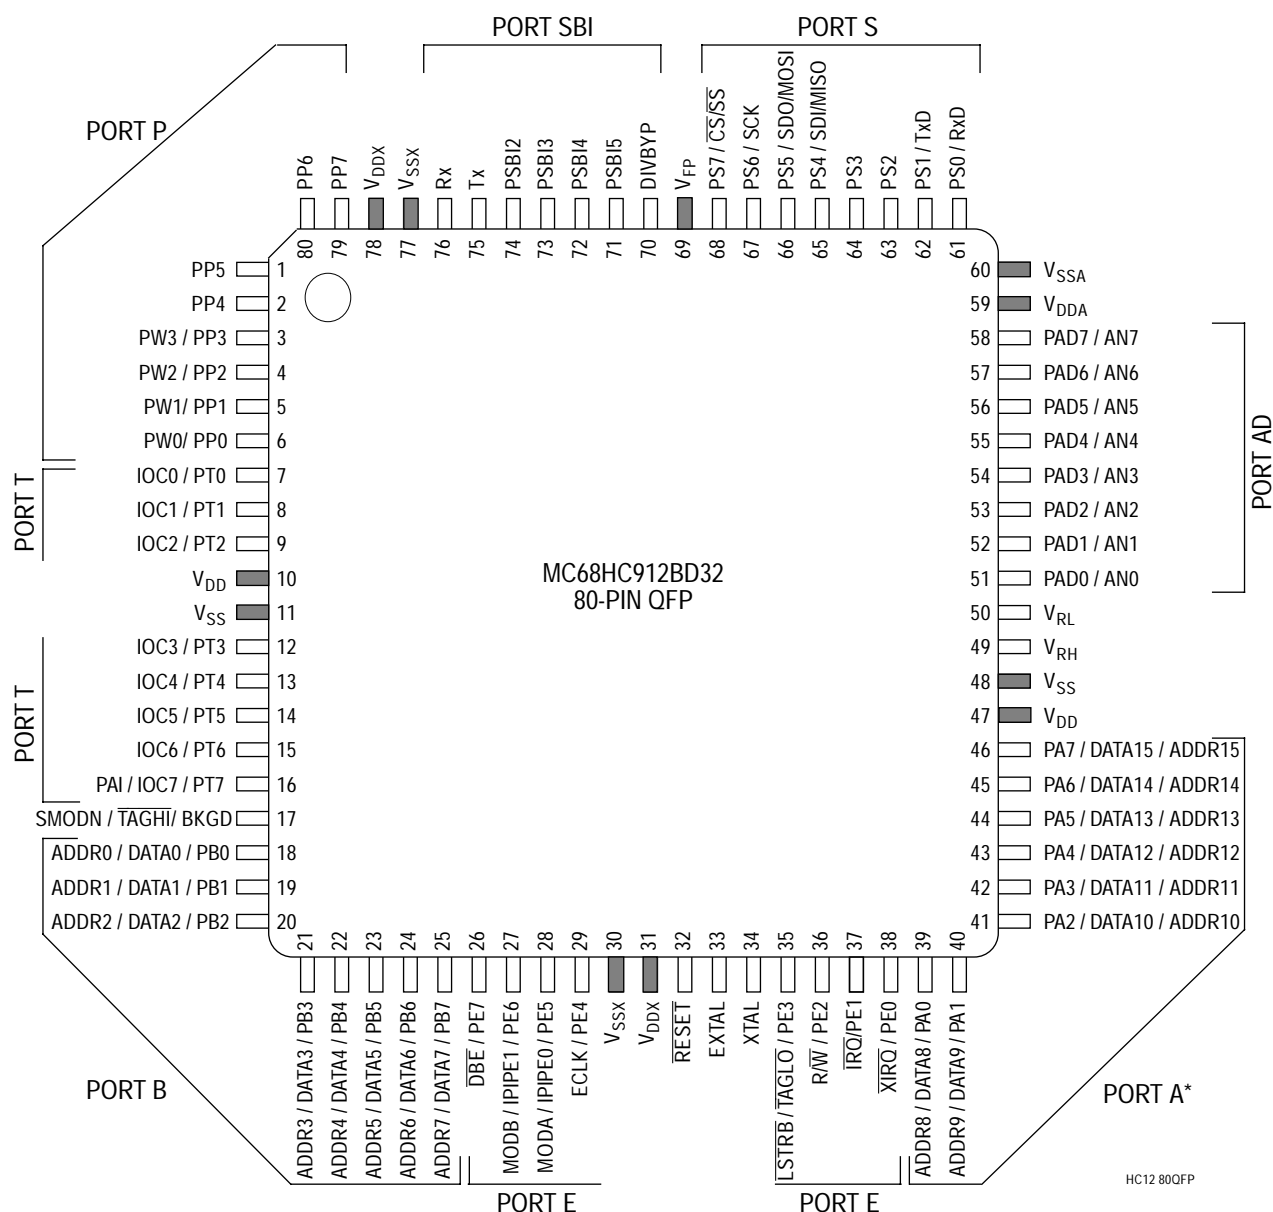 PORT SBI
PORT S
PORT P
PP6
PP7
VDDX
VSSX
Rx
Tx
PSBI2
PSBI3
PSBI4
PSBI5
DIVBYP
VFP
PS7 / CS/SS
PS6 / SCK
PS5 / SDO/MOSI
PS4 / SDI/MISO
PS3
PS2
PS1 / TxD
PS0 / RxD
80
79
78
77
76
75
74
73
72
71
70
69
68
67
66
65
64
63
62
61
PP5 1
PP4 2
PW3 / PP3 3
PW2 / PP2 4
PW1/ PP1 5
PW0/ PP0 6
PORT T
IOC0 / PT0 7
IOC1 / PT1 8
IOC2 / PT2 9
VDD 10
VSS 11
PORT T
IOC3 / PT3 12
IOC4 / PT4 13
IOC5 / PT5 14
IOC6 / PT6 15
PAI / IOC7 / PT7 16
SMODN / TAGHI/ BKGD 17
ADDR0 / DATA0 / PB0 18
ADDR1 / DATA1 / PB1 19
ADDR2 / DATA2 / PB2 20
MC68HC912BD32
80-PIN QFP
60 VSSA
59 VDDA
58 PAD7 / AN7
57 PAD6 / AN6
56 PAD5 / AN5
55 PAD4 / AN4
54 PAD3 / AN3
53 PAD2 / AN2
52 PAD1 / AN1
51 PAD0 / AN0
PORT AD
50 VRL
49 VRH
48 VSS
47 VDD
46 PA7 / DATA15 / ADDR15
45 PA6 / DATA14 / ADDR14
44 PA5 / DATA13 / ADDR13
43 PA4 / DATA12 / ADDR12
42 PA3 / DATA11 / ADDR11
41 PA2 / DATA10 / ADDR10
21
22
23
24
25
26
27
28
29
30
31
32
33
34
35
36
37
38
39
40
ADDR3 / DATA3 / PB3
ADDR4 / DATA4 / PB4
ADDR5 / DATA5 / PB5
ADDR6 / DATA6 / PB6
ADDR7 / DATA7 / PB7
DBE / PE7
MODB / IPIPE1 / PE6
MODA / IPIPE0 / PE5
ECLK / PE4
VSSX
VDDX
RESET
EXTAL
XTAL
LSTRB / TAGLO / PE3
R/W / PE2
IRQ/PE1
XIRQ / PE0
ADDR8 / DATA8 / PA0
ADDR9 / DATA9 / PA1
PORT B
PORT A*
PORT E
PORT E
HC12 80QFP